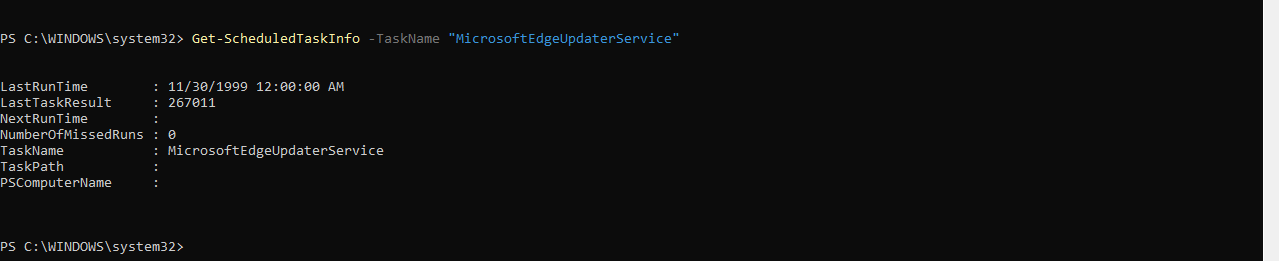 PS C:\WINDOWS\system32> Get-ScheduledTaskInfo -TaskName "MicrosoftEdgeUpdaterService"
LastRunTime : 11/30/1999 12:00:00 AM
LastTaskResult : 267011
NextRunTime :
NumberOfMissedRuns : 0
TaskName : MicrosoftEdgeUpdaterService
TaskPath :
PSComputerName :
PS C:\WINDOWS\system32>